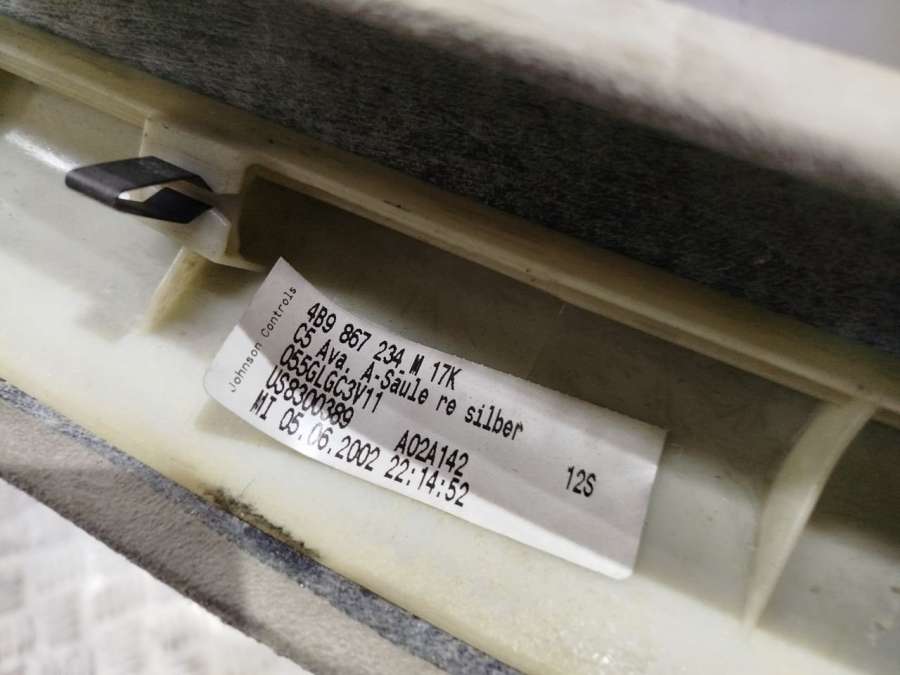 Johnson Controls
4B9 867 234 M 17K
C5 Ava. A-Säule re silber
055GLGC3V11
US8300389 A02A142 12S
MI 05.06.2002 22:14:52